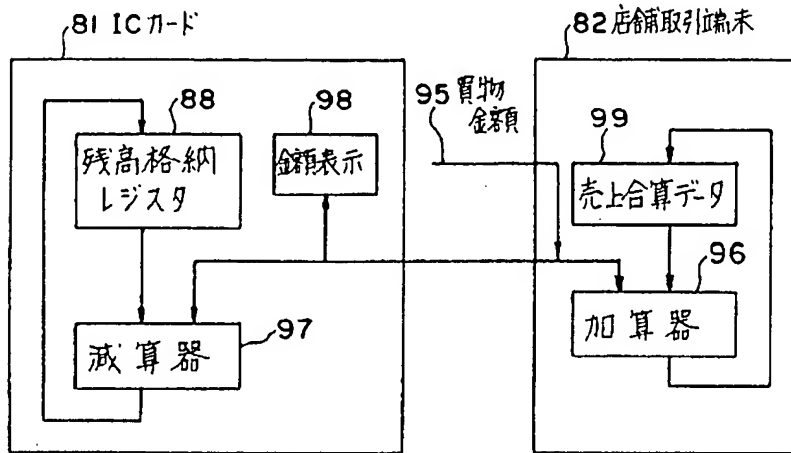 81 ICカード
82 店舗取引端末
88
98
95 買物
金額
99
残高格納
レジスタ
金額表示
売上合算データ
96
97
減算器
加算器